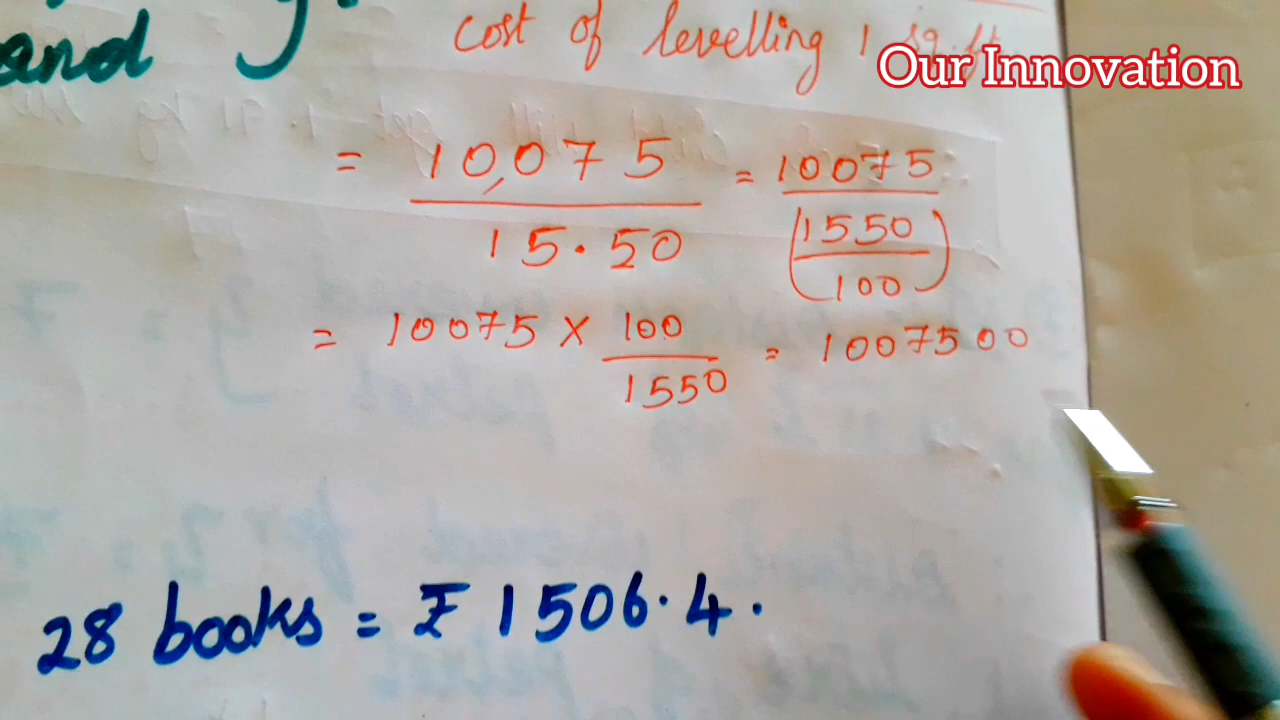 and
cost of levelling 1 sq.ft
Our Innovation
= 10,075 / 15.50 = 10075 / (1550 / 100)
= 10075 × 100 / 1550 = 1007500
28 books = ₹ 1506.4.